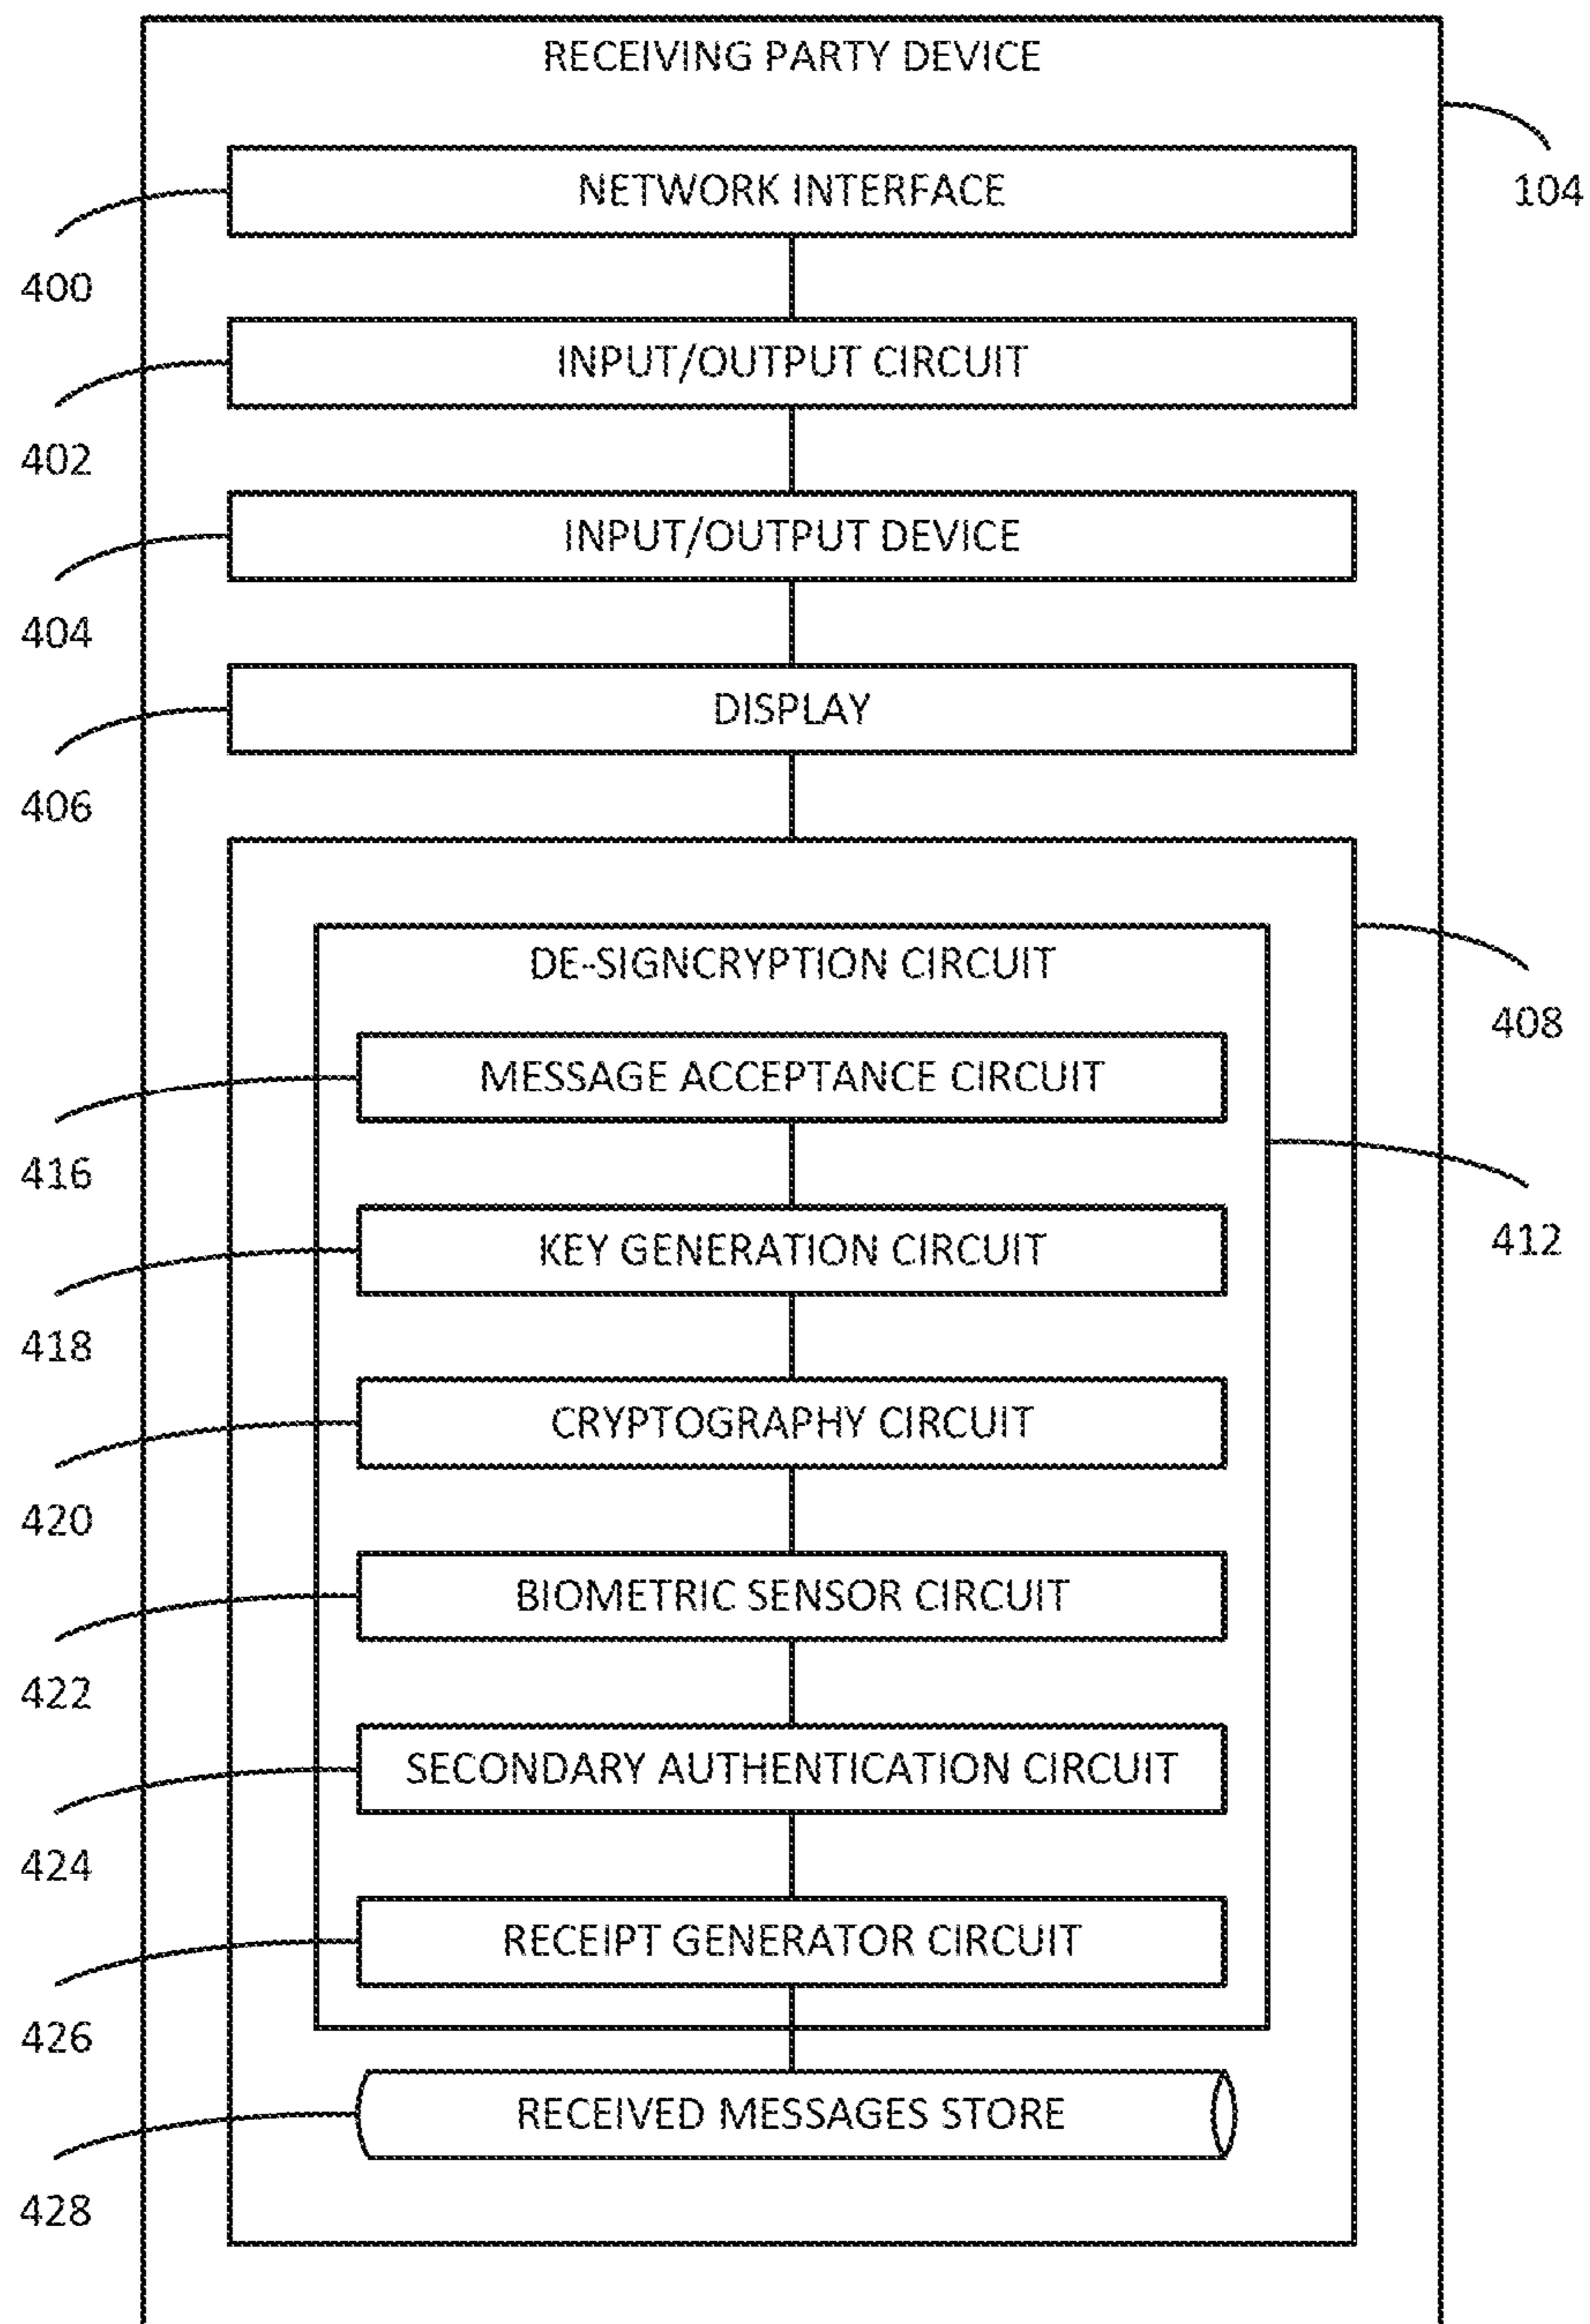 RECEIVING PARTY DEVICE
104
NETWORK INTERFACE
400
INPUT/OUTPUT CIRCUIT
402
INPUT/OUTPUT DEVICE
404
DISPLAY
406
DE-SIGNCRYPTION CIRCUIT
408
MESSAGE ACCEPTANCE CIRCUIT
416
412
KEY GENERATION CIRCUIT
418
CRYPTOGRAPHY CIRCUIT
420
BIOMETRIC SENSOR CIRCUIT
422
SECONDARY AUTHENTICATION CIRCUIT
424
RECEIPT GENERATOR CIRCUIT
426
RECEIVED MESSAGES STORE
428